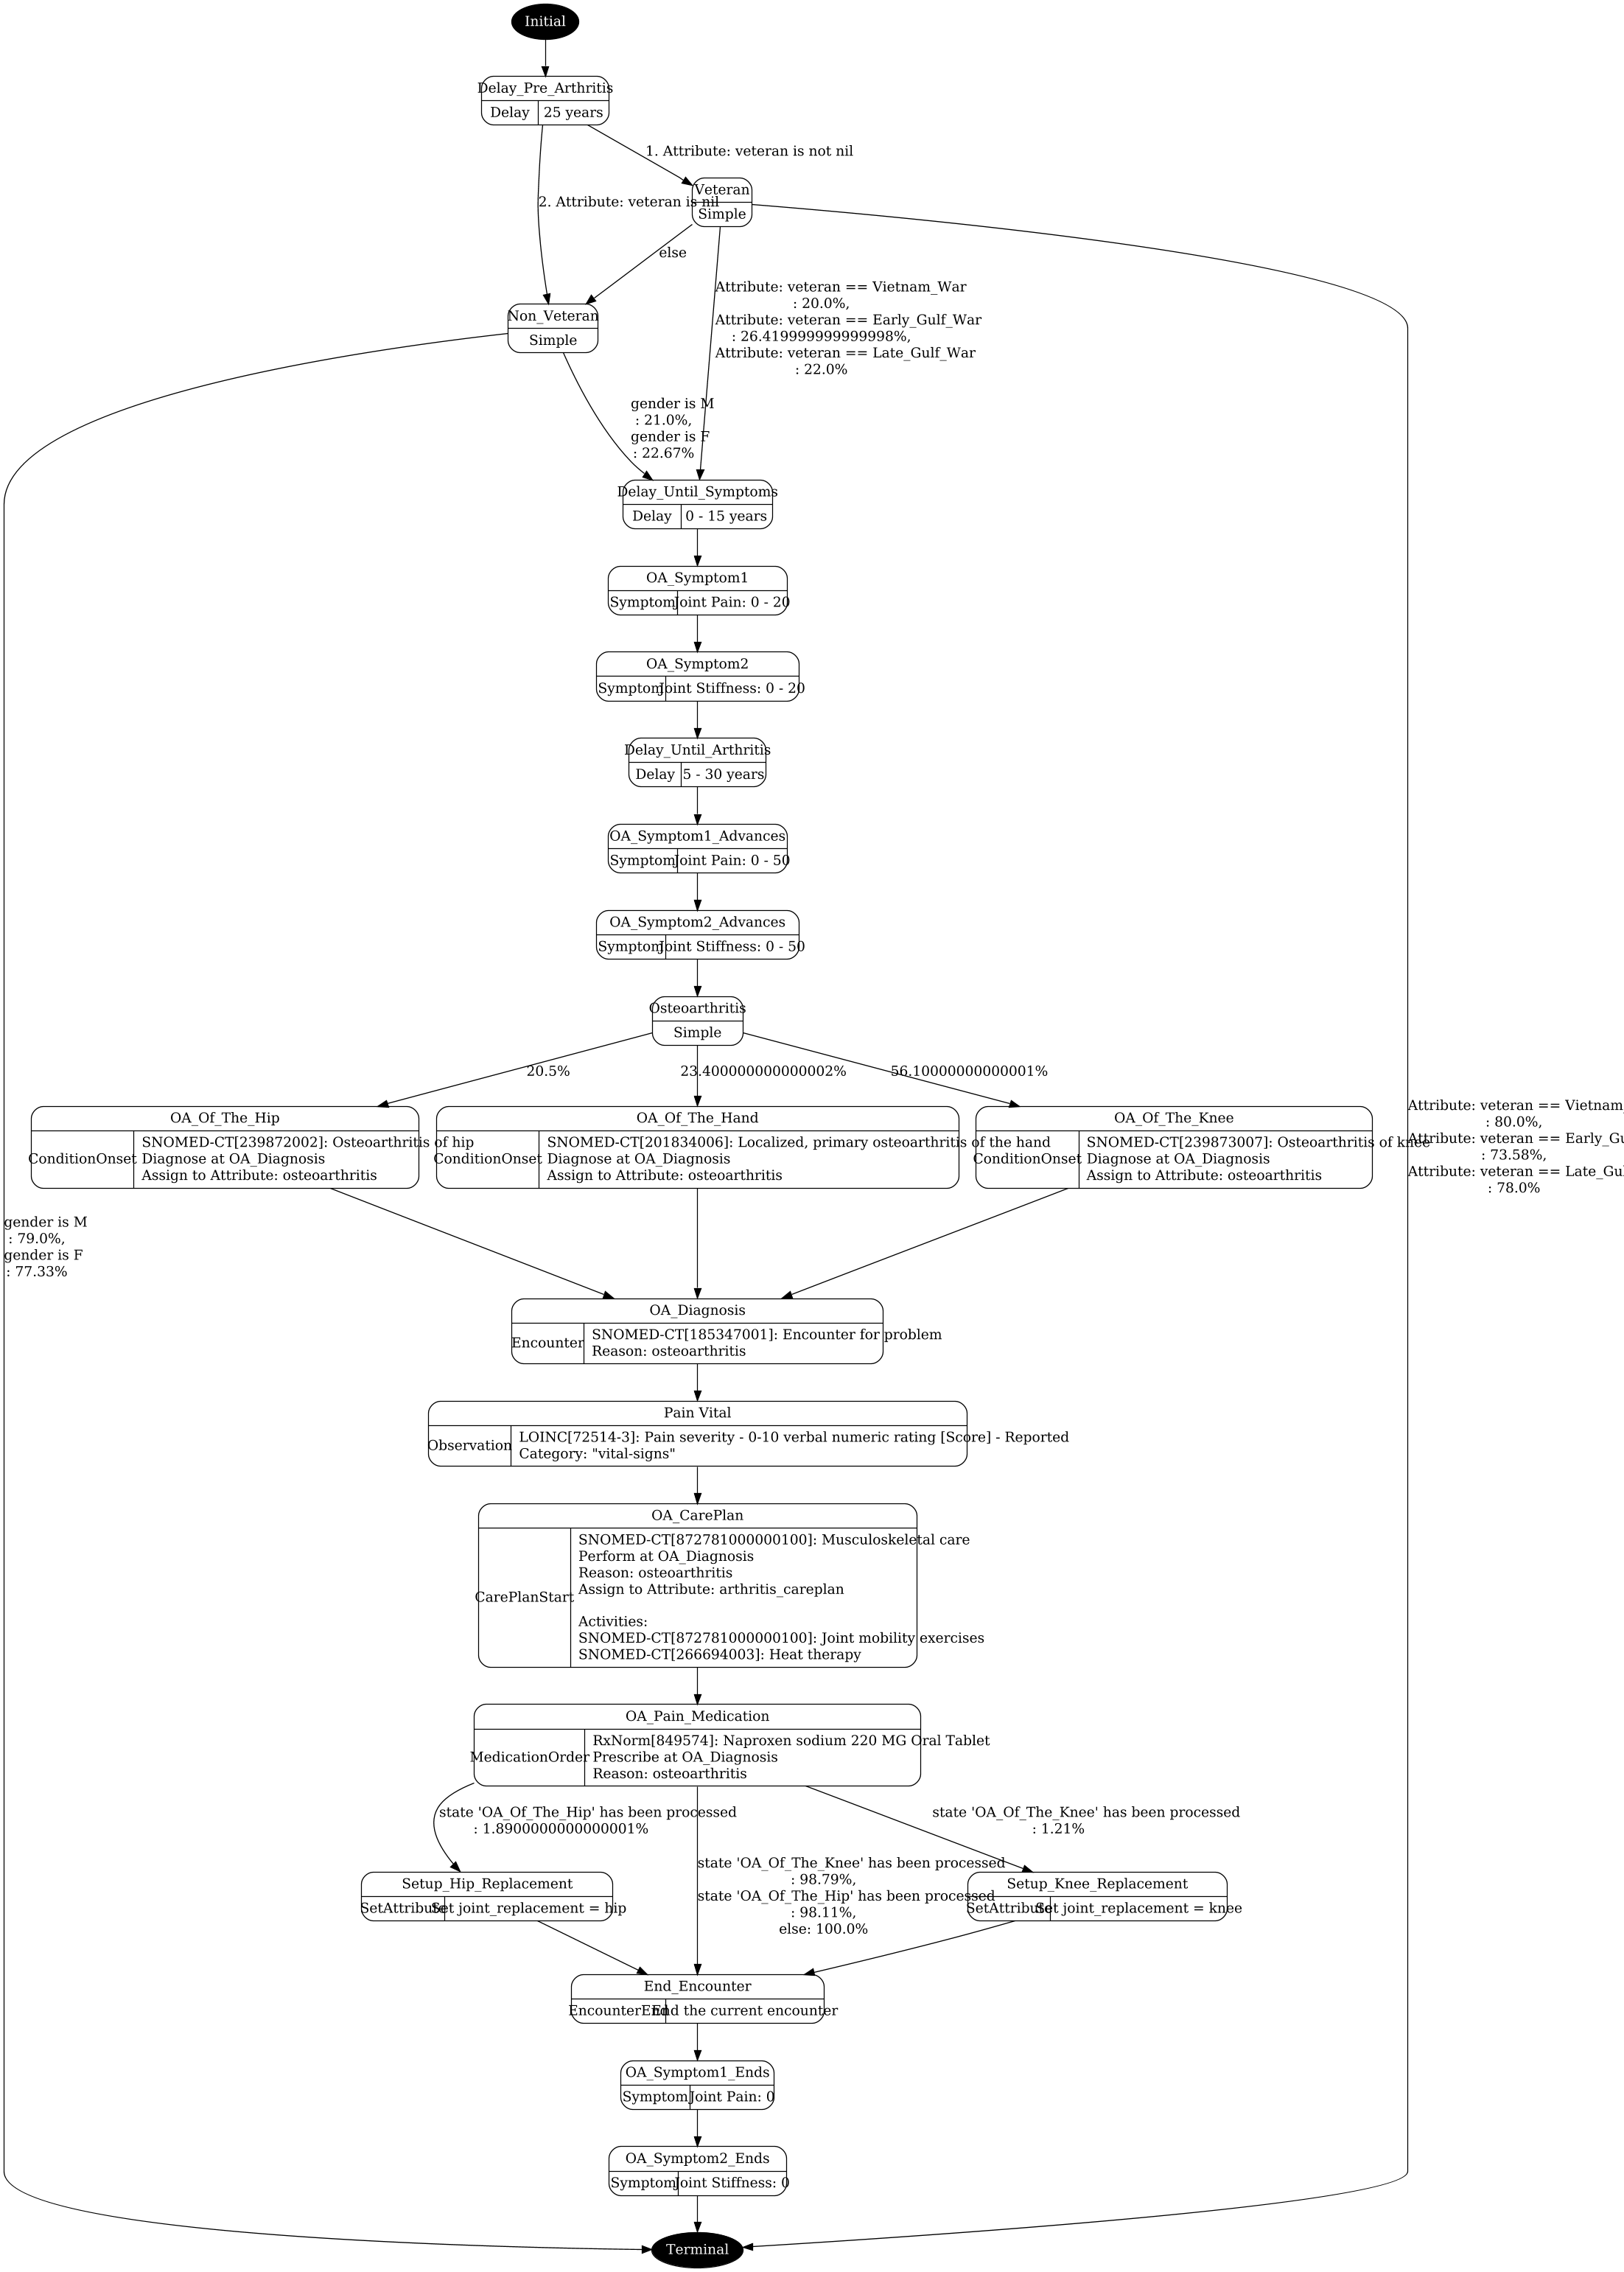 Initial
Delay_Pre_Arthritis
Delay
25 years
1. Attribute: veteran is not nil
Veteran
Simple
2. Attribute: veteran is nil
else
Attribute: veteran == Vietnam_War
: 20.0%,
Attribute: veteran == Early_Gulf_War
: 26.419999999999998%,
Attribute: veteran == Late_Gulf_War
: 22.0%
Non_Veteran
Simple
gender is M
: 21.0%,
gender is F
: 22.67%
Delay_Until_Symptoms
Delay
0 - 15 years
OA_Symptom1
Symptom
Joint Pain: 0 - 20
OA_Symptom2
Symptom
Joint Stiffness: 0 - 20
Delay_Until_Arthritis
Delay
5 - 30 years
OA_Symptom1_Advances
Symptom
Joint Pain: 0 - 50
OA_Symptom2_Advances
Symptom
Joint Stiffness: 0 - 50
Osteoarthritis
Simple
20.5%
23.400000000000002%
56.10000000000001%
OA_Of_The_Hip
ConditionOnset
SNOMED-CT[239872002]: Osteoarthritis of hip
Diagnose at OA_Diagnosis
Assign to Attribute: osteoarthritis
OA_Of_The_Hand
ConditionOnset
SNOMED-CT[201834006]: Localized, primary osteoarthritis of the hand
Diagnose at OA_Diagnosis
Assign to Attribute: osteoarthritis
OA_Of_The_Knee
ConditionOnset
SNOMED-CT[239873007]: Osteoarthritis of knee
Diagnose at OA_Diagnosis
Assign to Attribute: osteoarthritis
Attribute: veteran == Vietnam
: 80.0%,
Attribute: veteran == Early_Gu
: 73.58%,
Attribute: veteran == Late_Gul
: 78.0%
gender is M
: 79.0%,
gender is F
: 77.33%
OA_Diagnosis
Encounter
SNOMED-CT[185347001]: Encounter for problem
Reason: osteoarthritis
Pain Vital
Observation
LOINC[72514-3]: Pain severity - 0-10 verbal numeric rating [Score] - Reported
Category: "vital-signs"
OA_CarePlan
CarePlanStart
SNOMED-CT[872781000000100]: Musculoskeletal care
Perform at OA_Diagnosis
Reason: osteoarthritis
Assign to Attribute: arthritis_careplan
Activities:
SNOMED-CT[872781000000100]: Joint mobility exercises
SNOMED-CT[266694003]: Heat therapy
OA_Pain_Medication
MedicationOrder
RxNorm[849574]: Naproxen sodium 220 MG Oral Tablet
Prescribe at OA_Diagnosis
Reason: osteoarthritis
state 'OA_Of_The_Hip' has been processed
: 1.8900000000000001%
state 'OA_Of_The_Knee' has been processed
: 1.21%
state 'OA_Of_The_Knee' has been processed
: 98.79%,
state 'OA_Of_The_Hip' has been processed
: 98.11%,
else: 100.0%
Setup_Hip_Replacement
SetAttribute
Set joint_replacement = hip
Setup_Knee_Replacement
SetAttribute
Set joint_replacement = knee
End_Encounter
EncounterEnd
End the current encounter
OA_Symptom1_Ends
Symptom
Joint Pain: 0
OA_Symptom2_Ends
Symptom
Joint Stiffness: 0
Terminal